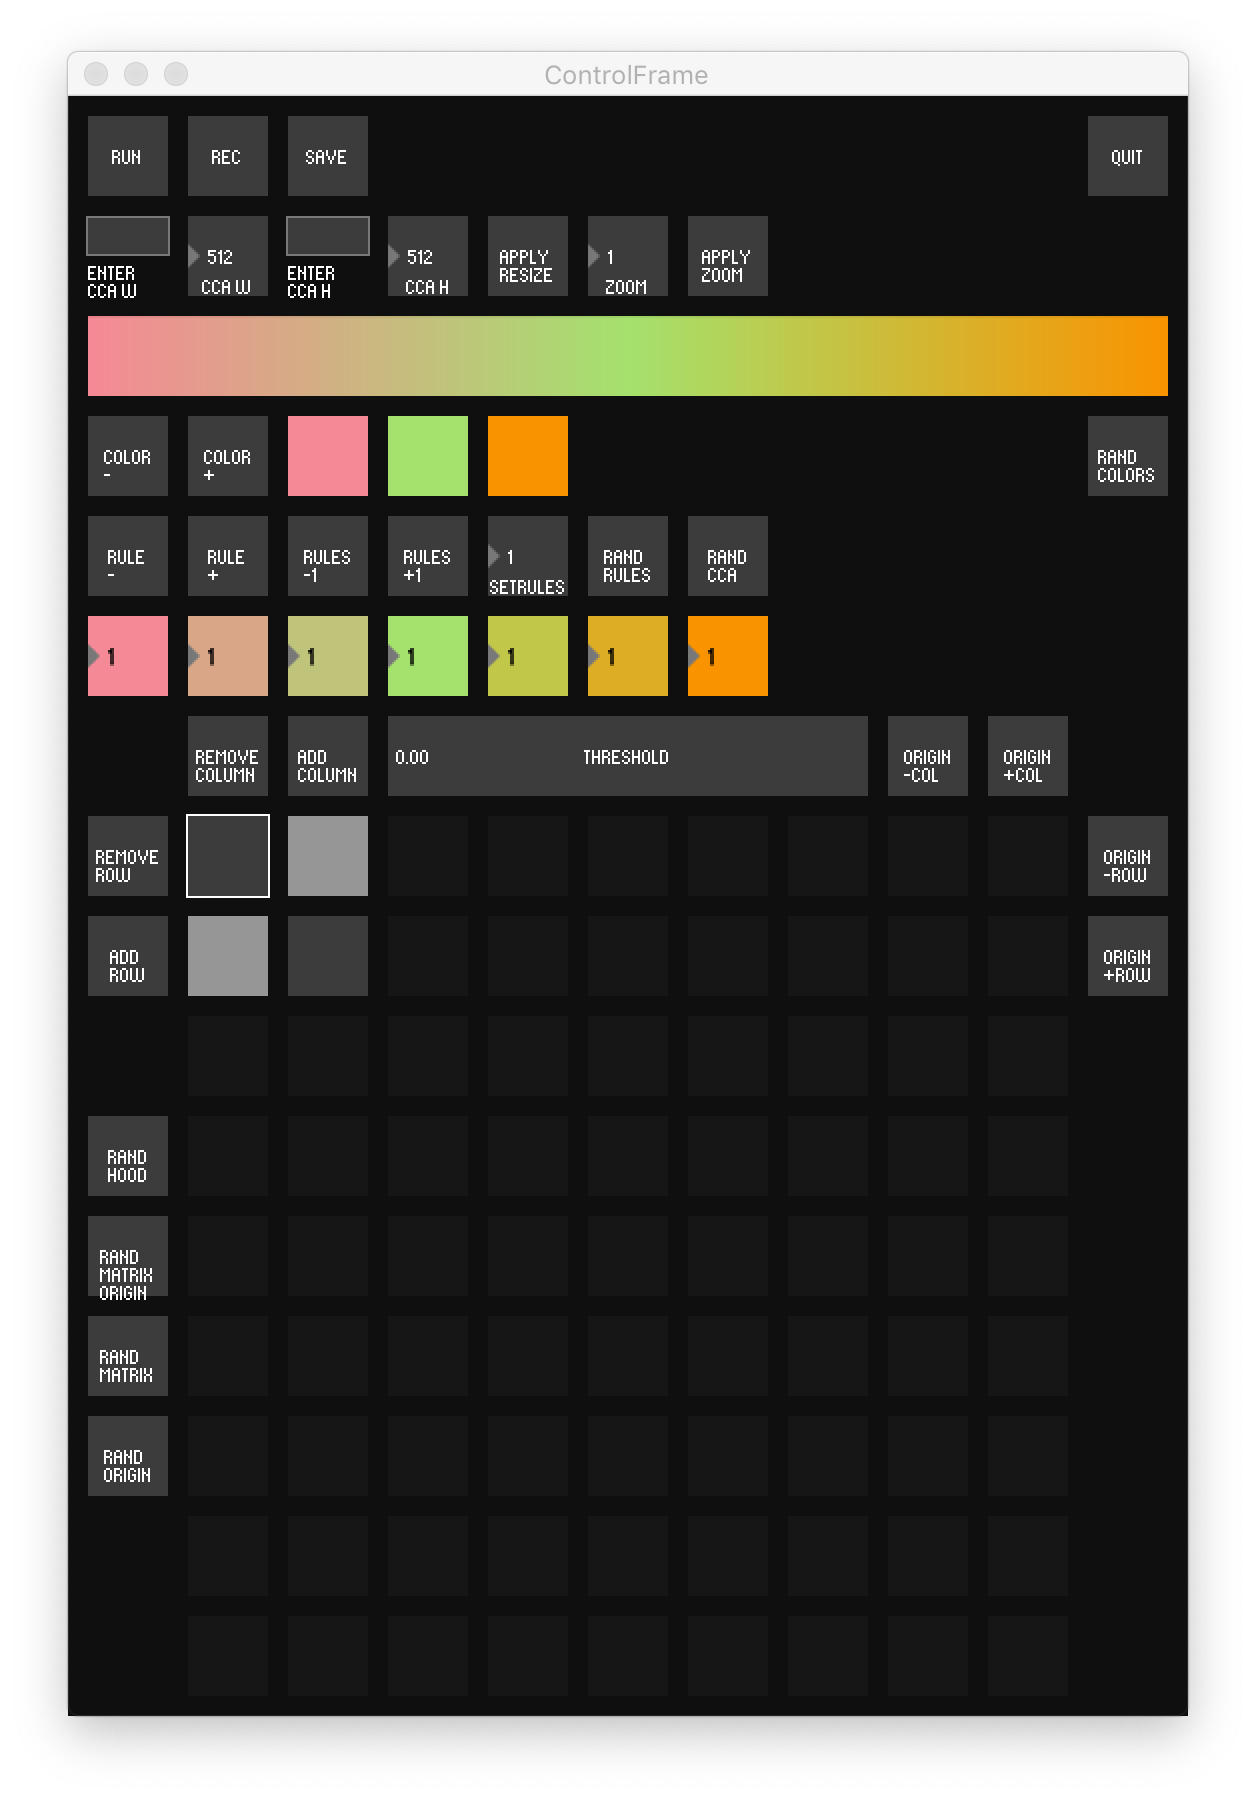 ControlFrame
RUN
REC
SAVE
QUIT
ENTER
CCA W
512
CCA W
ENTER
CCA H
512
CCA H
APPLY
RESIZE
1
ZOOM
APPLY
ZOOM
COLOR
-
COLOR
+
RAND
COLORS
RULE
-
RULE
+
RULES
-1
RULES
+1
1
SETRULES
RAND
RULES
RAND
CCA
1
1
1
1
1
1
1
REMOVE
COLUMN
ADD
COLUMN
0.00 THRESHOLD
ORIGIN
-COL
ORIGIN
+COL
REMOVE
ROW
ORIGIN
-ROW
ADD
ROW
ORIGIN
+ROW
RAND
HOOD
RAND
MATRIX
ORIGIN
RAND
MATRIX
RAND
ORIGIN